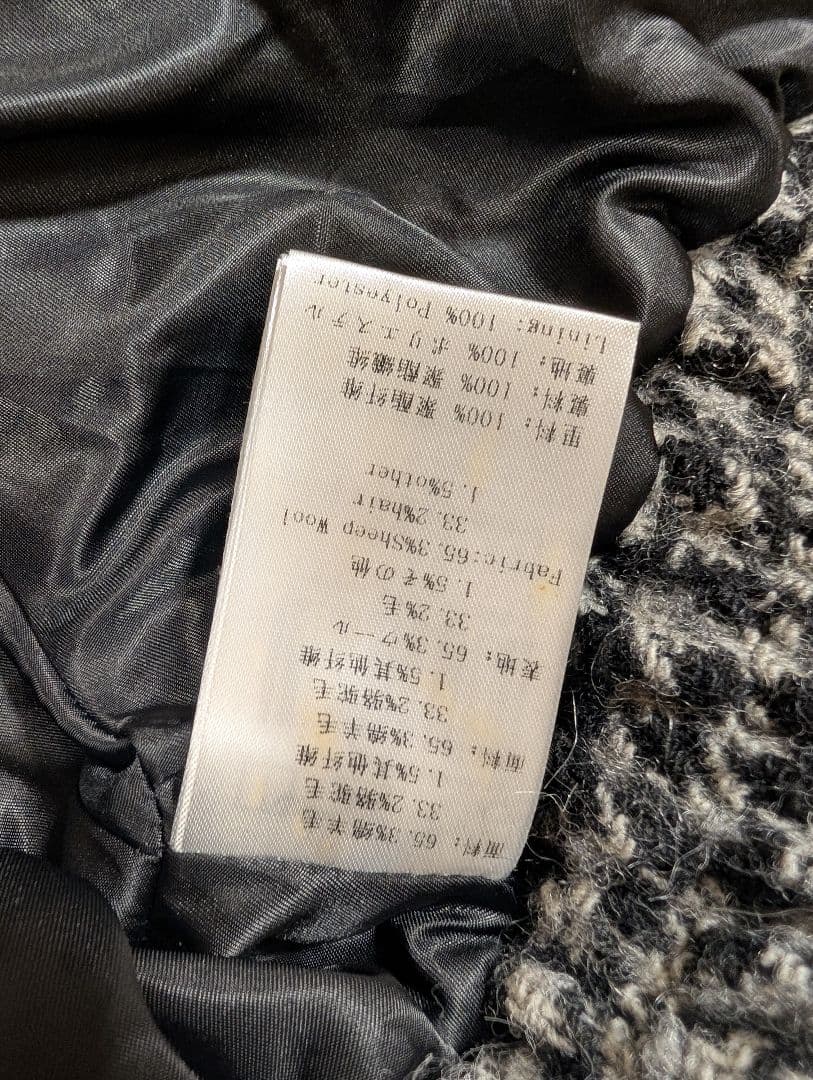 面料: 65.3%绵羊毛
33.2%骆驼毛
1.5%其他纤维
面料: 65.3%綿羊毛
33.2%駱駝毛
1.5%其他纤維
表地: 65.3%ウール
33.2%毛
1.5%その他
Fabric:65.3%Sheep Wool
33.2%hair
1.5%other
里料: 100% 聚酯纤维
裏料: 100% 聚酯纖維
裏地: 100% ポリエステル
Lining: 100% Polyester